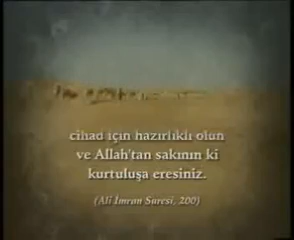 cihad için hazırlıklı olun
ve Allah'tan sakının ki
kurtuluşa eresiniz.
(Ali İmran Suresi, 200)